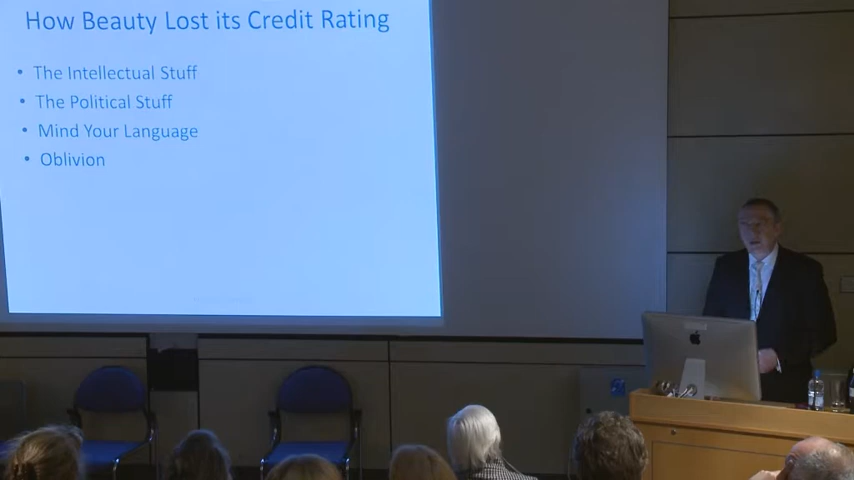 How Beauty Lost its Credit Rating
• The Intellectual Stuff
• The Political Stuff
• Mind Your Language
• Oblivion